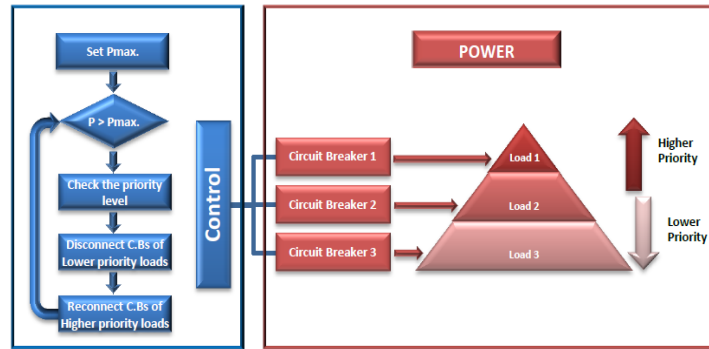 Set Pmax.
P > Pmax.
Check the priority
level
Disconnect C.Bs of
Lower priority loads
Reconnect C.Bs of
Higher priority loads
Control
POWER
Circuit Breaker 1
Circuit Breaker 2
Circuit Breaker 3
Load 1
Load 2
Load 3
Higher
Priority
Lower
Priority